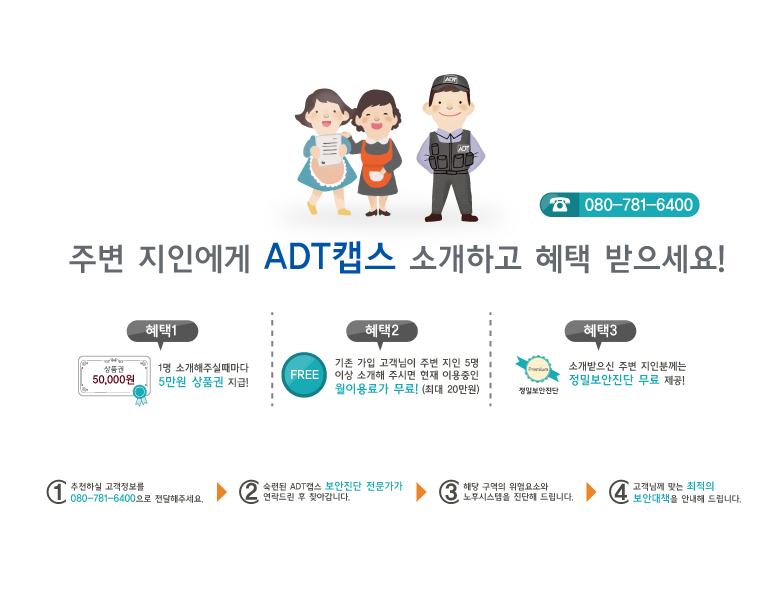 ADT
ADT
080-781-6400
주변 지인에게 ADT캡스 소개하고 혜택 받으세요!
혜택1
상품권
50,000원
1명 소개해주실때마다
5만원 상품권 지급!
혜택2
FREE
기존 가입 고객님이 주변 지인 5명
이상 소개해 주시면 현재 이용중인
월이용료가 무료! (최대 20만원)
혜택3
Premium
정밀보안진단
소개받으신 주변 지인분께는
정밀보안진단 무료 제공!
1 추천하실 고객정보를
080-781-6400으로 전달해주세요.
2 숙련된 ADT캡스 보안진단 전문가가
연락드린 후 찾아갑니다.
3 해당 구역의 위험요소와
노후시스템을 진단해 드립니다.
4 고객님께 맞는 최적의
보안대책을 안내해 드립니다.